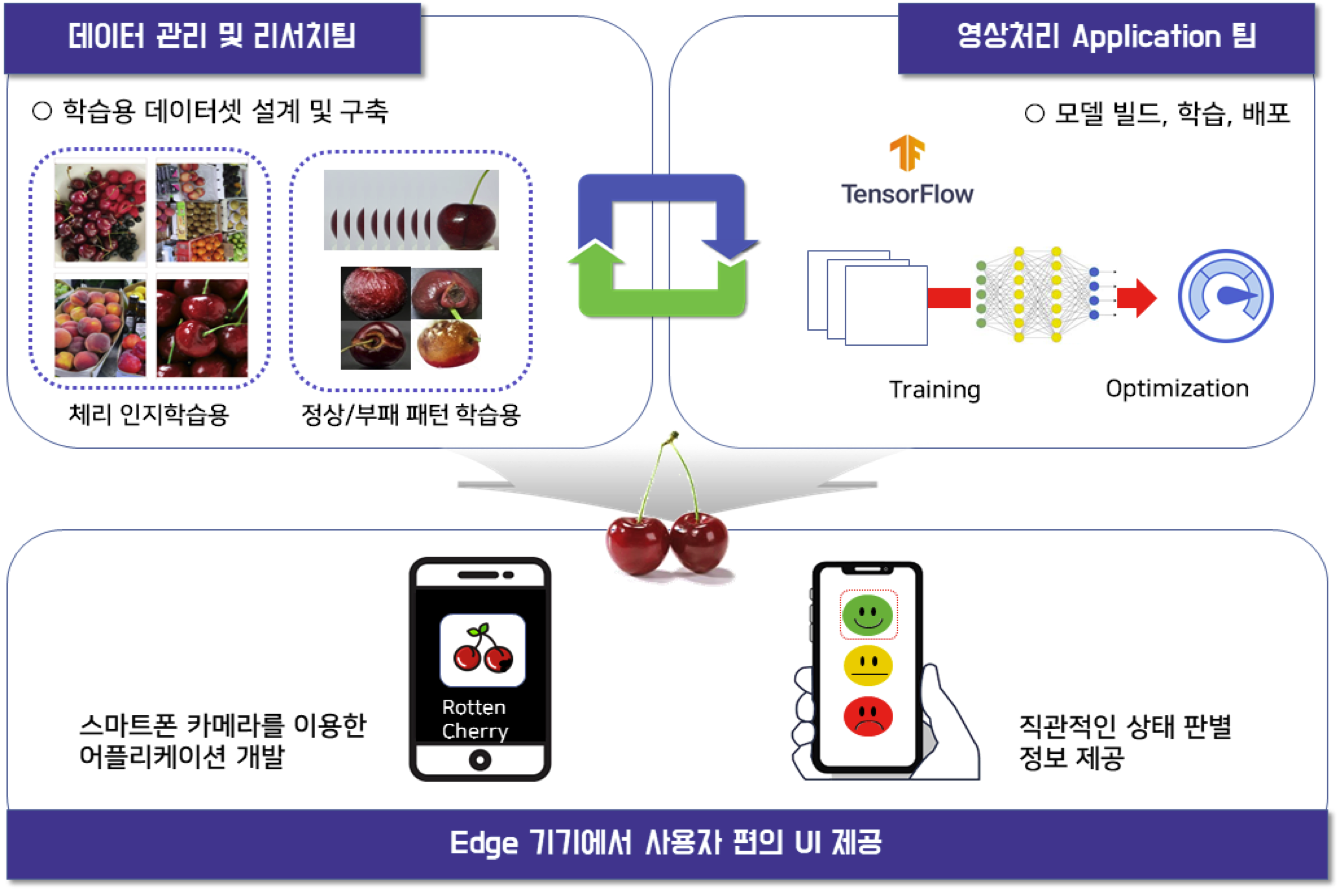 데이터 관리 및 리서치팀
영상처리 Application 팀
○ 학습용 데이터셋 설계 및 구축
○ 모델 빌드, 학습, 배포
TensorFlow
Training
Optimization
체리 인지학습용
정상/부패 패턴 학습용
Rotten
Cherry
스마트폰 카메라를 이용한
어플리케이션 개발
직관적인 상태 판별
정보 제공
Edge 기기에서 사용자 편의 UI 제공